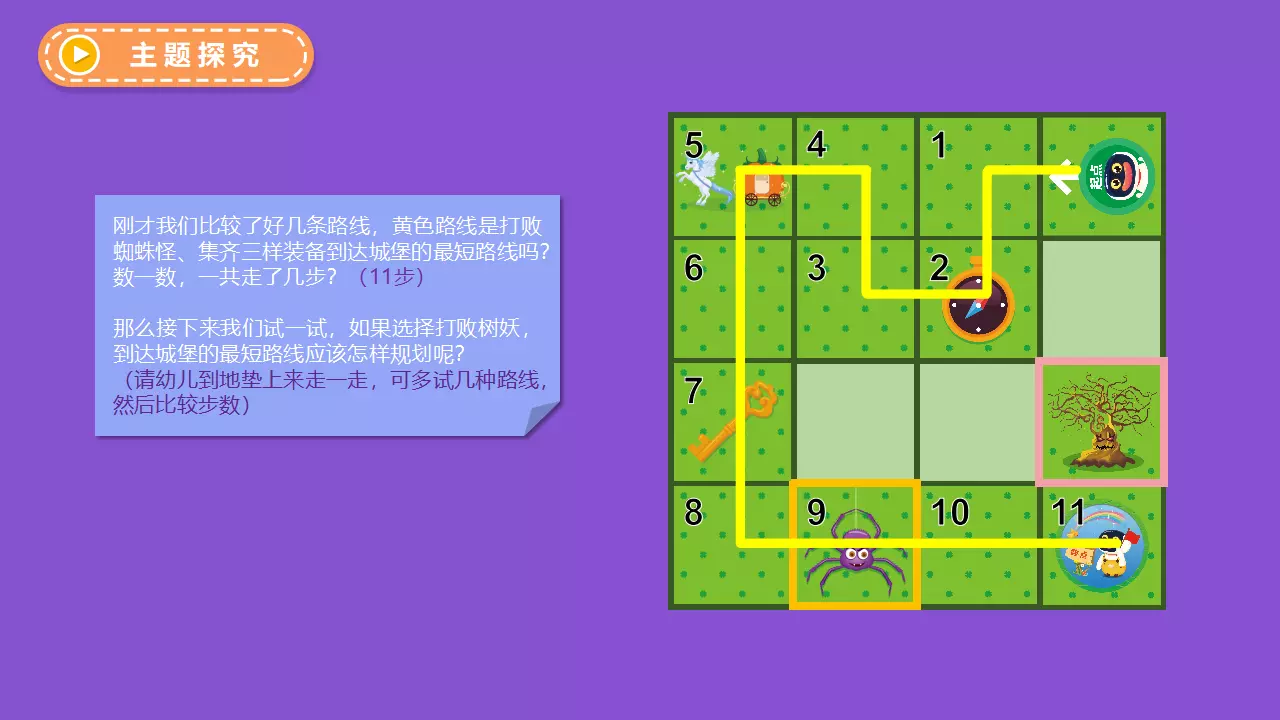 主题探究
刚才我们比较了好几条路线，黄色路线是打败
蜘蛛怪、集齐三样装备到达城堡的最短路线吗？
数一数，一共走了几步？（11步）
那么接下来我们试一试，如果选择打败树妖，
到达城堡的最短路线应该怎样规划呢？
（请幼儿到地垫上来走一走，可多试几种路线，
然后比较步数）
5
4
1
起点
6
3
2
7
8
9
10
11
终点